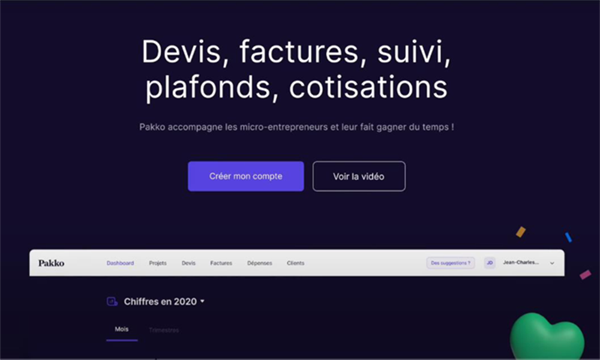 Devis, factures, suivi,
plafonds, cotisations
Pakko accompagne les micro-entrepreneurs et leur fait gagner du temps !
Créer mon compte Voir la vidéo
Pakko Dashboard Projets Devis Factures Dépenses Clients Des suggestions ? JB Jean-Charles...
Chiffres en 2020
Mois Trimestres